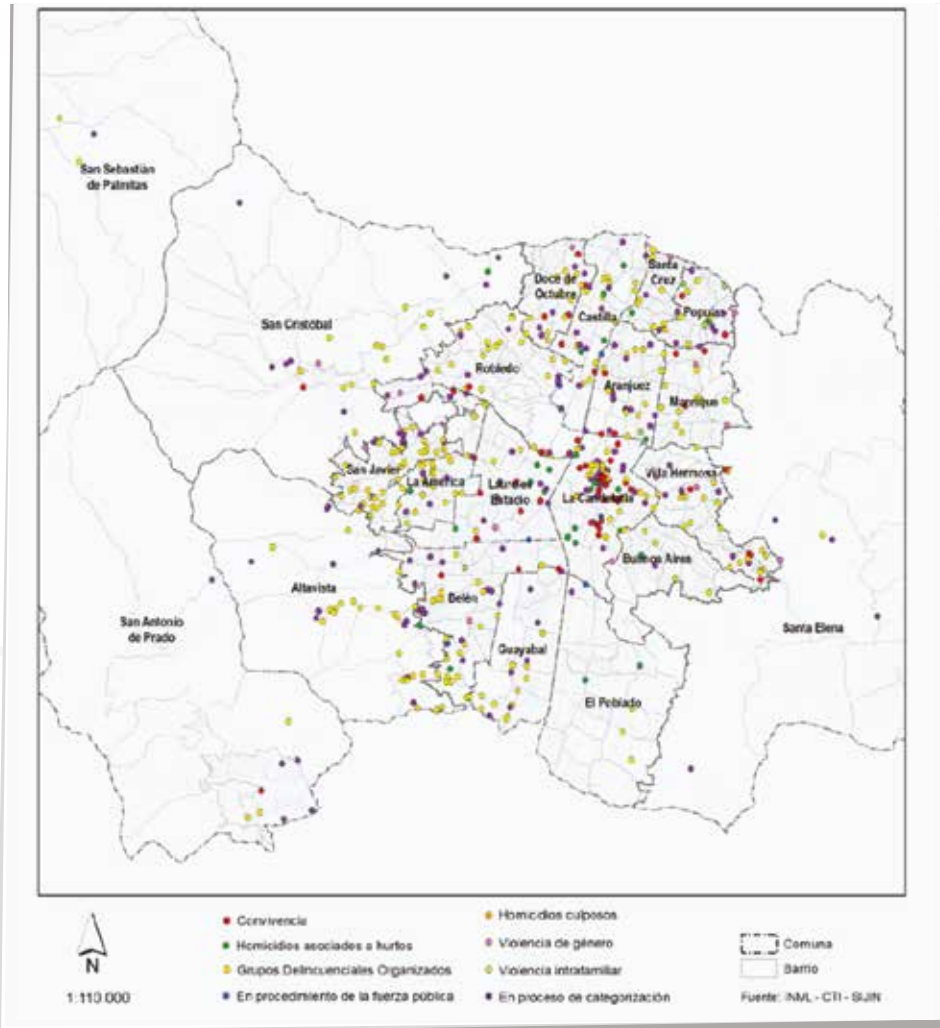 San Sebastián
de Palmitas
Santa
Cruz
Doce de
Octubre
Popular
Castilla
San Cristóbal
Robledo
Aranjuez
Manrique
San Javier
La América
Villa Hermosa
Laureles
Estadio
La Candelaria
Buenos Aires
Altavista
Belén
San Antonio
de Prado
Santa Elena
Guayabal
El Poblado
N
1:110 000
Convivencia
Homicidios asociados a hurtos
Grupos Delincuenciales Organizados
En procedimiento de la fuerza pública
Homicidios culposos
Violencia de género
Violencia intrafamiliar
En proceso de categorización
Comuna
Barrio
Fuente: INML - CTI - SIJIN